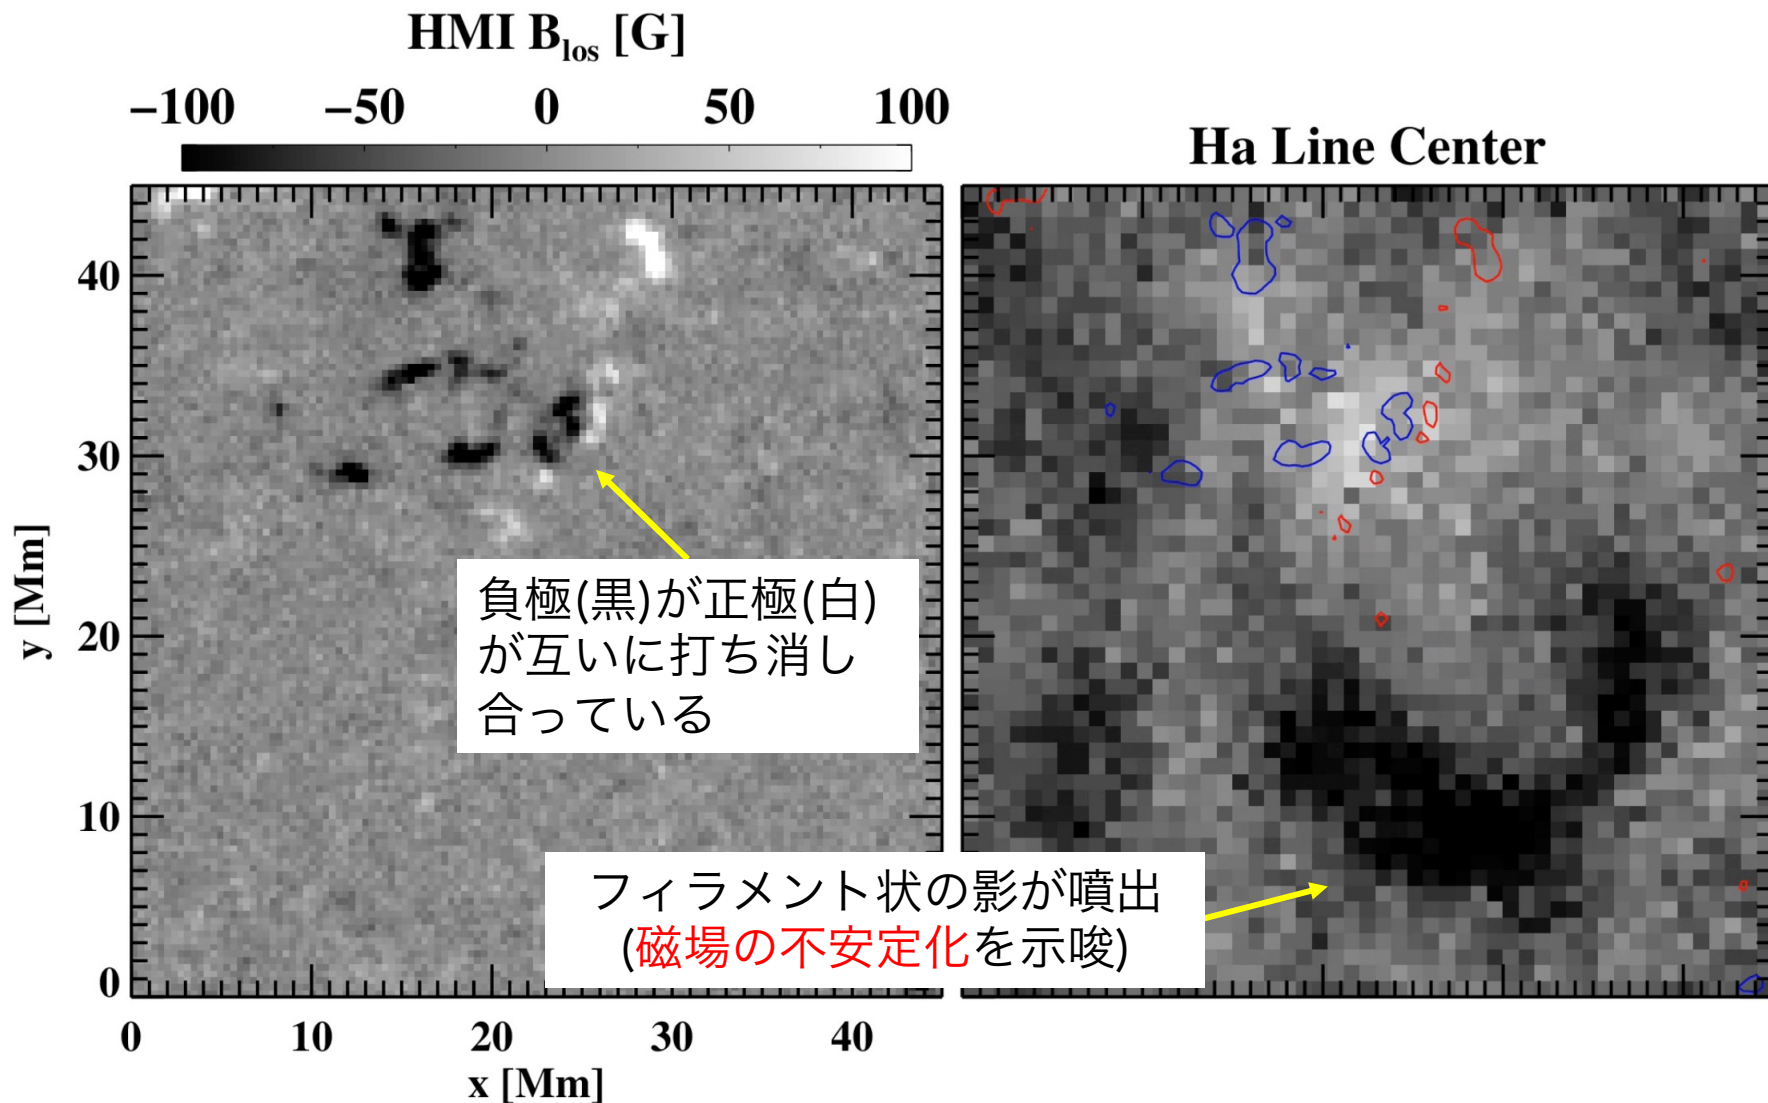 HMI B_los [G]
−100 −50 0 50 100
Ha Line Center
40
30
20
10
0
y [Mm]
負極(黒)が正極(白)
が互いに打ち消し
合っている
フィラメント状の影が噴出
(磁場の不安定化を示唆)
0 10 20 30 40
x [Mm]